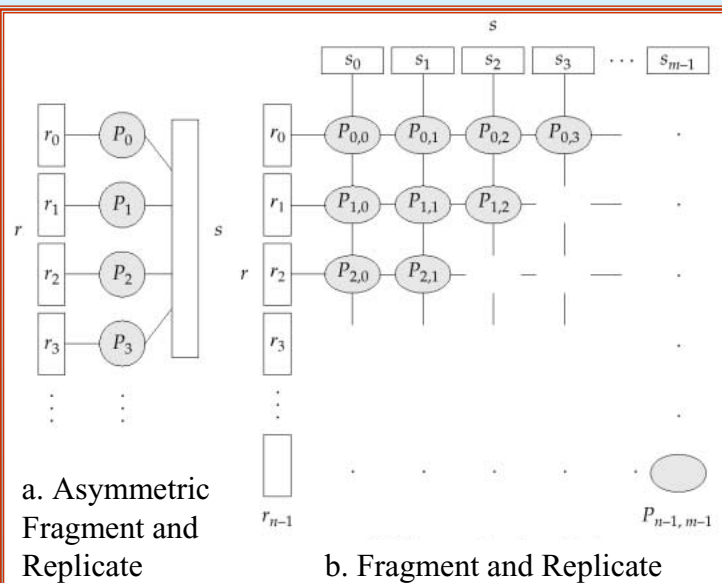 r
r₀
P₀
r₁
P₁
r₂
P₂
r₃
P₃
s
a. Asymmetric
Fragment and
Replicate
s
s₀ s₁ s₂ s₃ ··· sₘ₋₁
r
r₀ P₀,₀ P₀,₁ P₀,₂ P₀,₃
r₁ P₁,₀ P₁,₁ P₁,₂
r₂ P₂,₀ P₂,₁
r₃
rₙ₋₁
Pₙ₋₁, ₘ₋₁
b. Fragment and Replicate